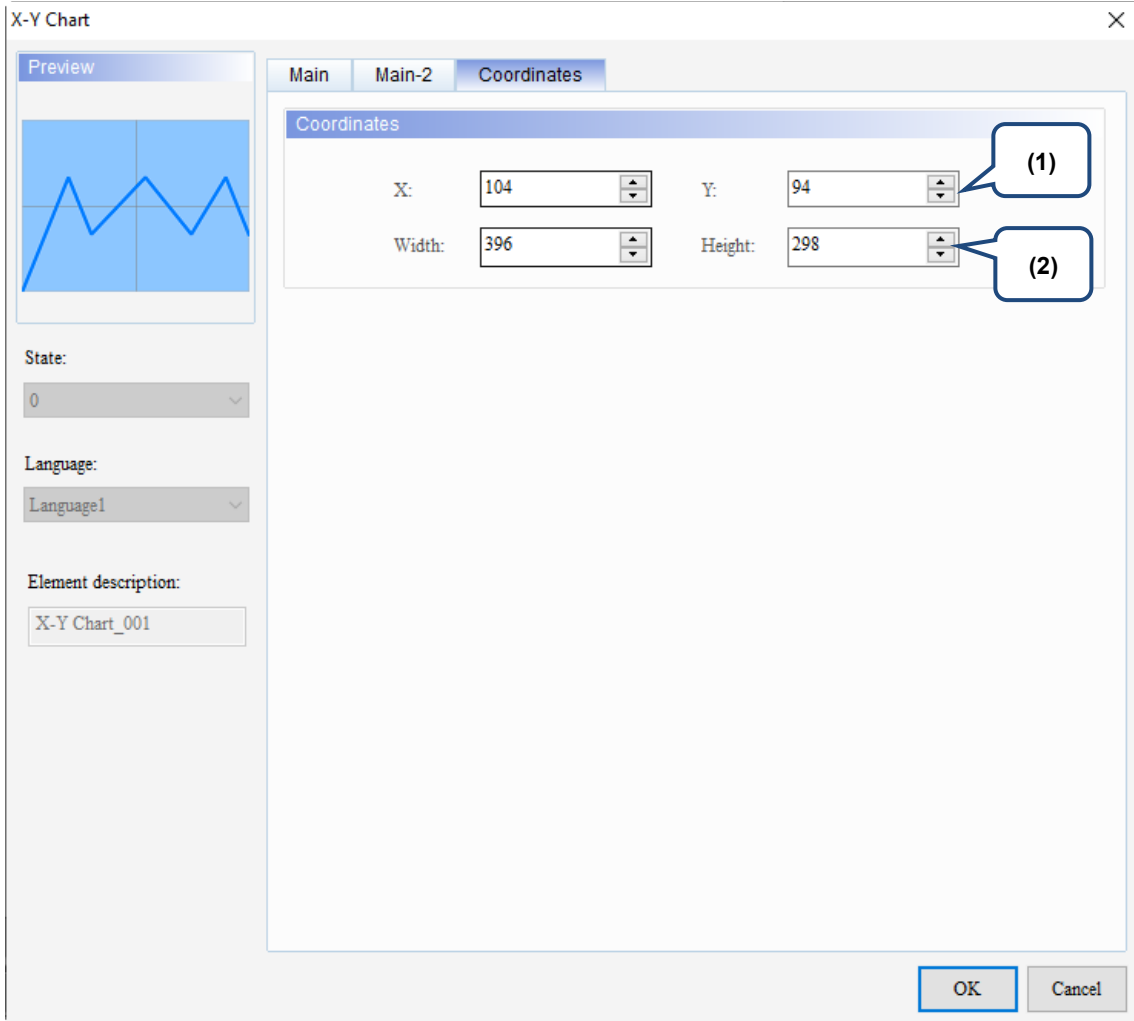 X-Y Chart
Preview
Main Main-2 Coordinates
Coordinates
X: 104 Y: 94
(1)
Width: 396 Height: 298
(2)
State:
0
Language:
Language1
Element description:
X-Y Chart_001
OK Cancel